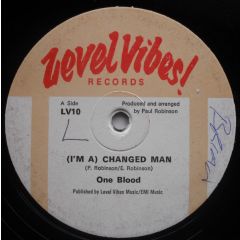 Level Vibes!
RECORDS
A Side
LV10
Produced and arranged
by Paul Robinson
L
(I'M A) CHANGED MAN
(P. Robinson/E. Robinson)
One Blood
Published by Level Vibes Music/EMI Music